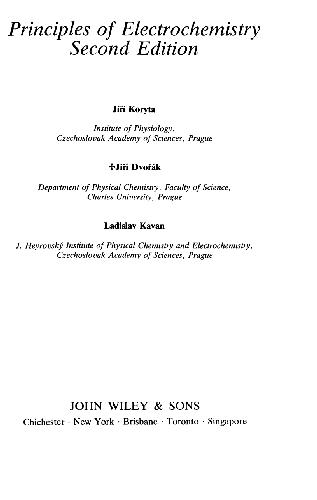 Principles of Electrochemistry
Second Edition
Jiří Koryta
Institute of Physiology,
Czechoslovak Academy of Sciences, Prague
✝Jiří Dvořák
Department of Physical Chemistry, Faculty of Science,
Charles University, Prague
Ladislav Kavan
J. Heyrovský Institute of Physical Chemistry and Electrochemistry,
Czechoslovak Academy of Sciences, Prague
JOHN WILEY & SONS
Chichester · New York · Brisbane · Toronto · Singapore